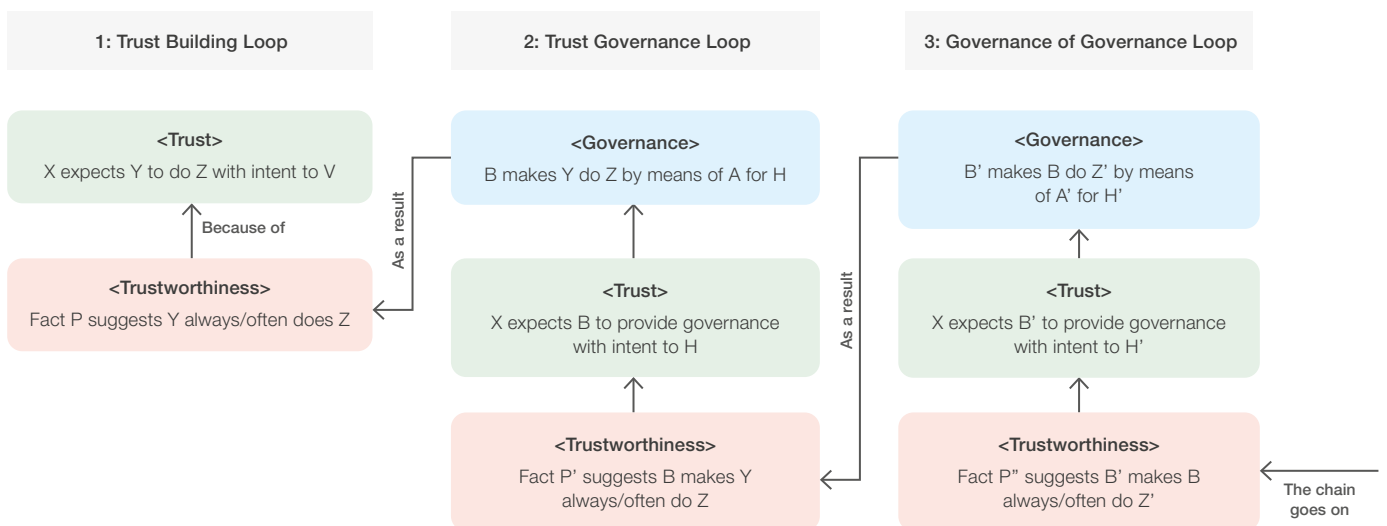 1: Trust Building Loop
2: Trust Governance Loop
3: Governance of Governance Loop
<Trust>
X expects Y to do Z with intent to V
Because of
<Trustworthiness>
Fact P suggests Y always/often does Z
As a result
<Governance>
B makes Y do Z by means of A for H
<Trust>
X expects B to provide governance
with intent to H
<Trustworthiness>
Fact P’ suggests B makes Y
always/often do Z
As a result
<Governance>
B’ makes B do Z’ by means
of A’ for H’
<Trust>
X expects B’ to provide governance
with intent to H’
<Trustworthiness>
Fact P” suggests B’ makes B
always/often do Z’
The chain
goes on